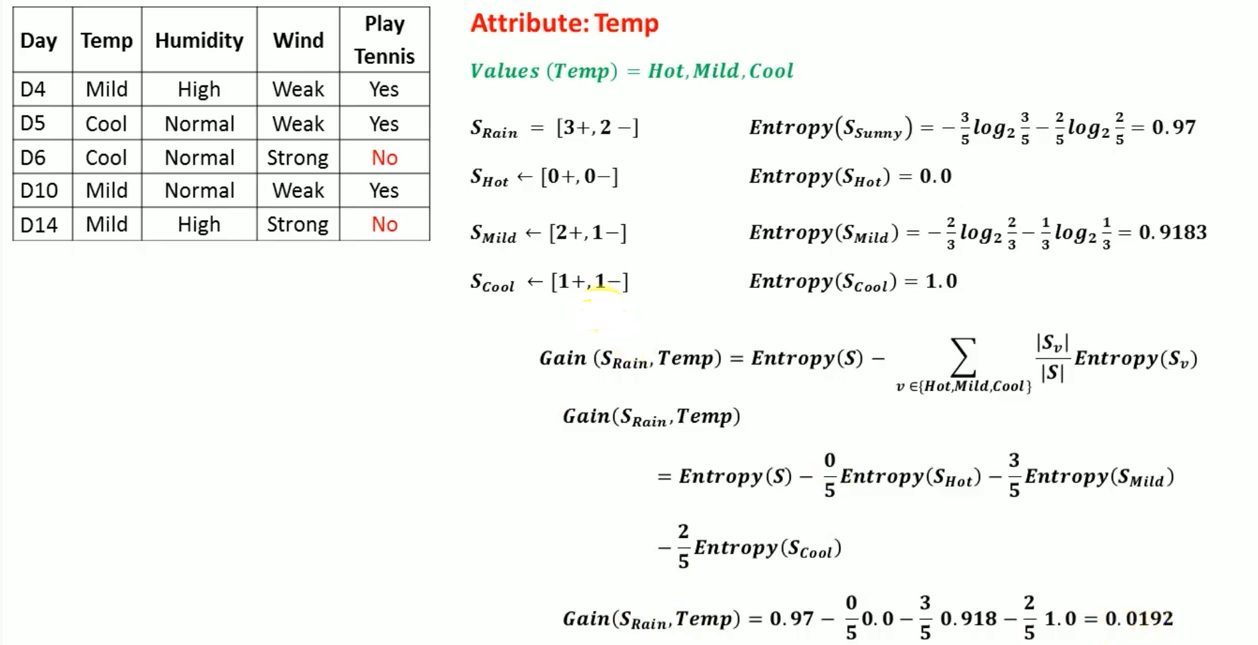 Day Temp Humidity Wind Play Tennis
D4 Mild High Weak Yes
D5 Cool Normal Weak Yes
D6 Cool Normal Strong No
D10 Mild Normal Weak Yes
D14 Mild High Strong No
Attribute: Temp
Values (Temp) = Hot, Mild, Cool
S_Rain = [3+, 2 −] Entropy(S_Sunny) = −3/5 log₂ 3/5 − 2/5 log₂ 2/5 = 0.97
S_Hot ← [0+, 0−] Entropy(S_Hot) = 0.0
S_Mild ← [2+, 1−] Entropy(S_Mild) = −2/3 log₂ 2/3 − 1/3 log₂ 1/3 = 0.9183
S_Cool ← [1+, 1−] Entropy(S_Cool) = 1.0
Gain (S_Rain, Temp) = Entropy(S) − ∑ v ∈{Hot,Mild,Cool} |S_v|/|S| Entropy(S_v)
Gain(S_Rain, Temp)
= Entropy(S) − 0/5 Entropy(S_Hot) − 3/5 Entropy(S_Mild)
− 2/5 Entropy(S_Cool)
Gain(S_Rain, Temp) = 0.97 − 0/5 0.0 − 3/5 0.918 − 2/5 1.0 = 0.0192